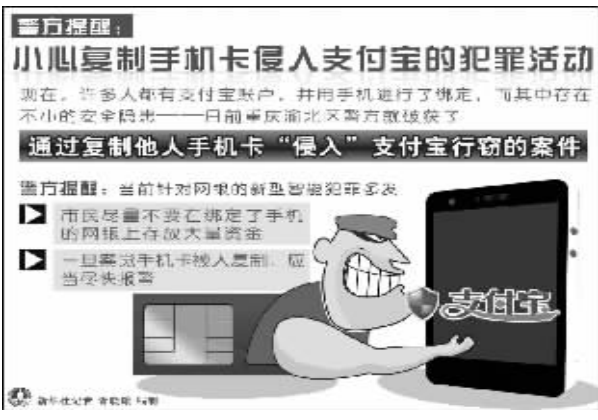 警方提醒：
小心复制手机卡侵入支付宝的犯罪活动
现在，许多人都有支付宝账户，并用手机进行了绑定，而其中存在
不小的安全隐患——日前重庆渝北区警方就破获了
通过复制他人手机卡“侵入”支付宝行窃的案件
警方提醒：当前针对网银的新型智能犯罪多发
市民尽量不要在绑定了手机
的网银上存放大量资金
一旦察觉手机卡被人复制，应
当尽快报警
支付宝
新华社记者 编制